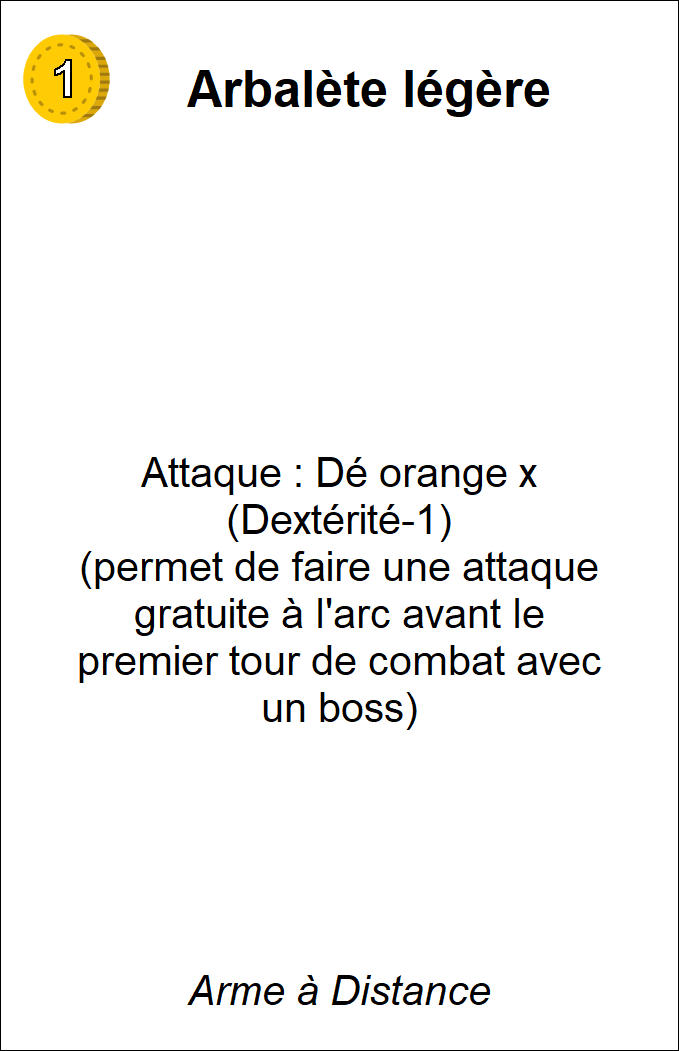 1
Arbalète légère
Attaque : Dé orange x
(Dextérité-1)
(permet de faire une attaque
gratuite à l'arc avant le
premier tour de combat avec
un boss)
Arme à Distance